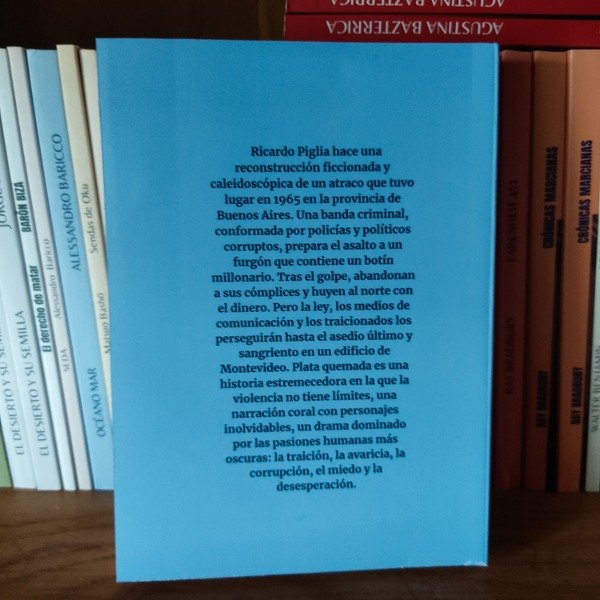 AGUSTINA BAZTERRICA
AGUSTINA BAZTERRICA
Ricardo Piglia hace una
reconstrucción ficcionada y
caleidoscópica de un atraco que tuvo
lugar en 1965 en la provincia de
Buenos Aires. Una banda criminal,
conformada por policías y políticos
corruptos, prepara el asalto a un
furgón que contiene un botín
millonario. Tras el golpe, abandonan
a sus cómplices y huyen al norte con
el dinero. Pero la ley, los medios de
comunicación y los traicionados los
perseguirán hasta el asedio último y
sangriento en un edificio de
Montevideo. Plata quemada es una
historia estremecedora en la que la
violencia no tiene límites, una
narración coral con personajes
inolvidables, un drama dominado
por las pasiones humanas más
oscuras: la traición, la avaricia, la
corrupción, el miedo y la
desesperación.
EL DESIERTO Y SU SEMILLA
EL DESIERTO Y SU SEMILLA
El derecho de matar BARÓN BIZA
SEDA Alessandro Baricco
OCÉANO MAR ALESSANDRO BARICCO
Matsuo Bashō Sendas de Oku
RAY BRADBURY FARENHEIT 451
RAY BRADBURY CRÓNICAS MARCIANAS
RAY BRADBURY CRÓNICAS MARCIANAS
WALTER BENJAMIN